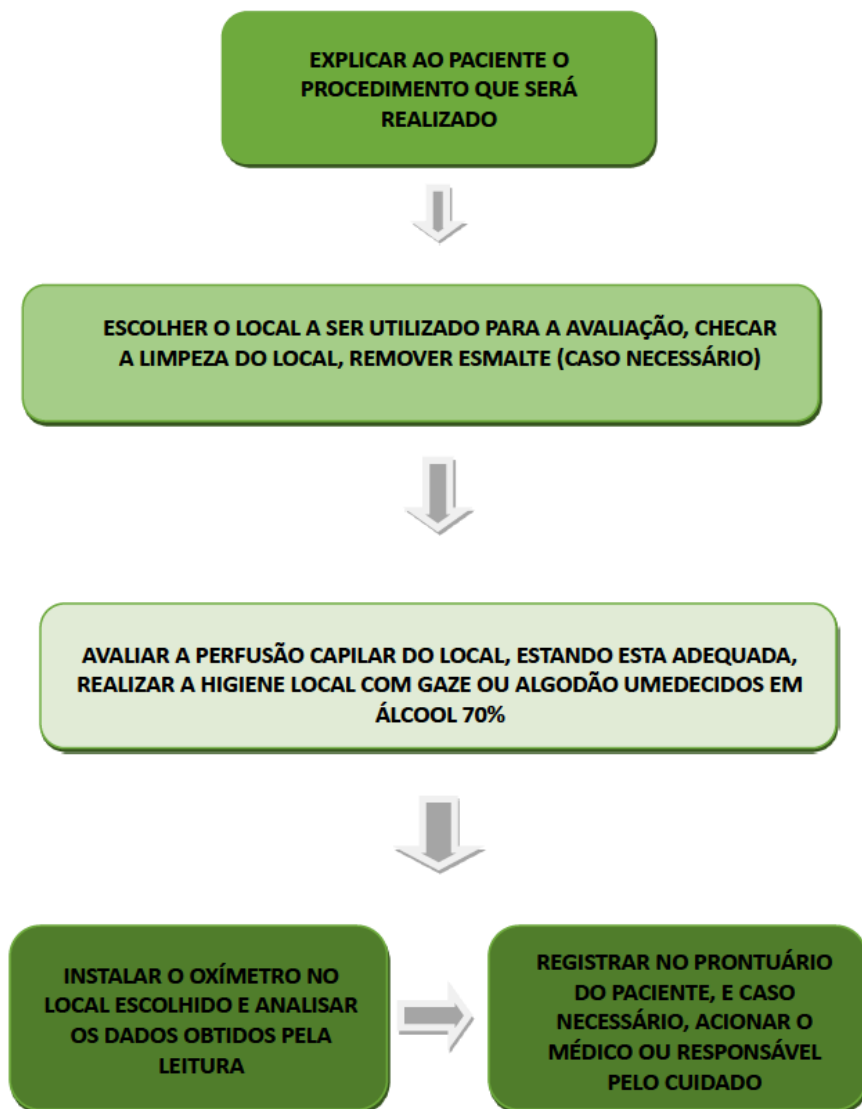 EXPLICAR AO PACIENTE O
PROCEDIMENTO QUE SERÁ
REALIZADO
ESCOLHER O LOCAL A SER UTILIZADO PARA A AVALIAÇÃO, CHECAR
A LIMPEZA DO LOCAL, REMOVER ESMALTE (CASO NECESSÁRIO)
AVALIAR A PERFUSÃO CAPILAR DO LOCAL, ESTANDO ESTA ADEQUADA,
REALIZAR A HIGIENE LOCAL COM GAZE OU ALGODÃO UMEDECIDOS EM
ÁLCOOL 70%
INSTALAR O OXÍMETRO NO
LOCAL ESCOLHIDO E ANALISAR
OS DADOS OBTIDOS PELA
LEITURA
REGISTRAR NO PRONTUÁRIO
DO PACIENTE, E CASO
NECESSÁRIO, ACIONAR O
MÉDICO OU RESPONSÁVEL
PELO CUIDADO